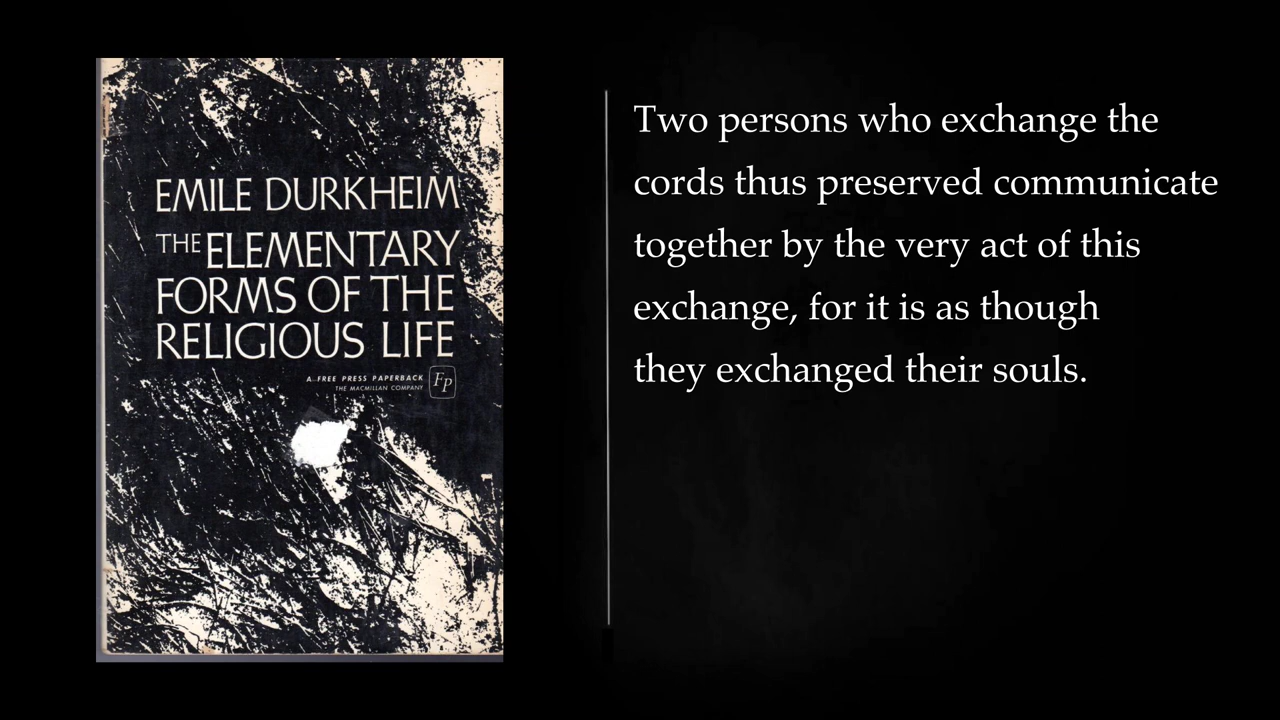 EMILE DURKHEIM
THE ELEMENTARY
FORMS OF THE
RELIGIOUS LIFE
A FREE PRESS PAPERBACK
THE MACMILLAN COMPANY
FP
Two persons who exchange the
cords thus preserved communicate
together by the very act of this
exchange, for it is as though
they exchanged their souls.